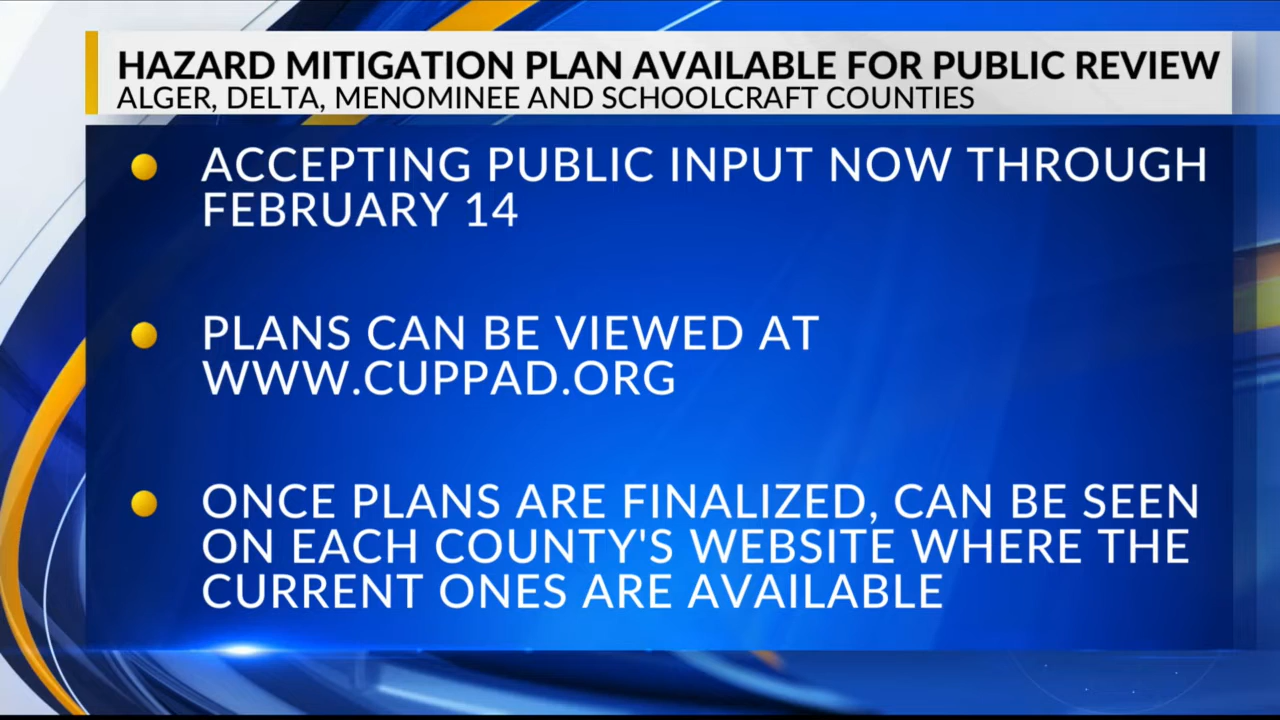 HAZARD MITIGATION PLAN AVAILABLE FOR PUBLIC REVIEW
ALGER, DELTA, MENOMINEE AND SCHOOLCRAFT COUNTIES
ACCEPTING PUBLIC INPUT NOW THROUGH
FEBRUARY 14
PLANS CAN BE VIEWED AT
WWW.CUPPAD.ORG
ONCE PLANS ARE FINALIZED, CAN BE SEEN
ON EACH COUNTY'S WEBSITE WHERE THE
CURRENT ONES ARE AVAILABLE